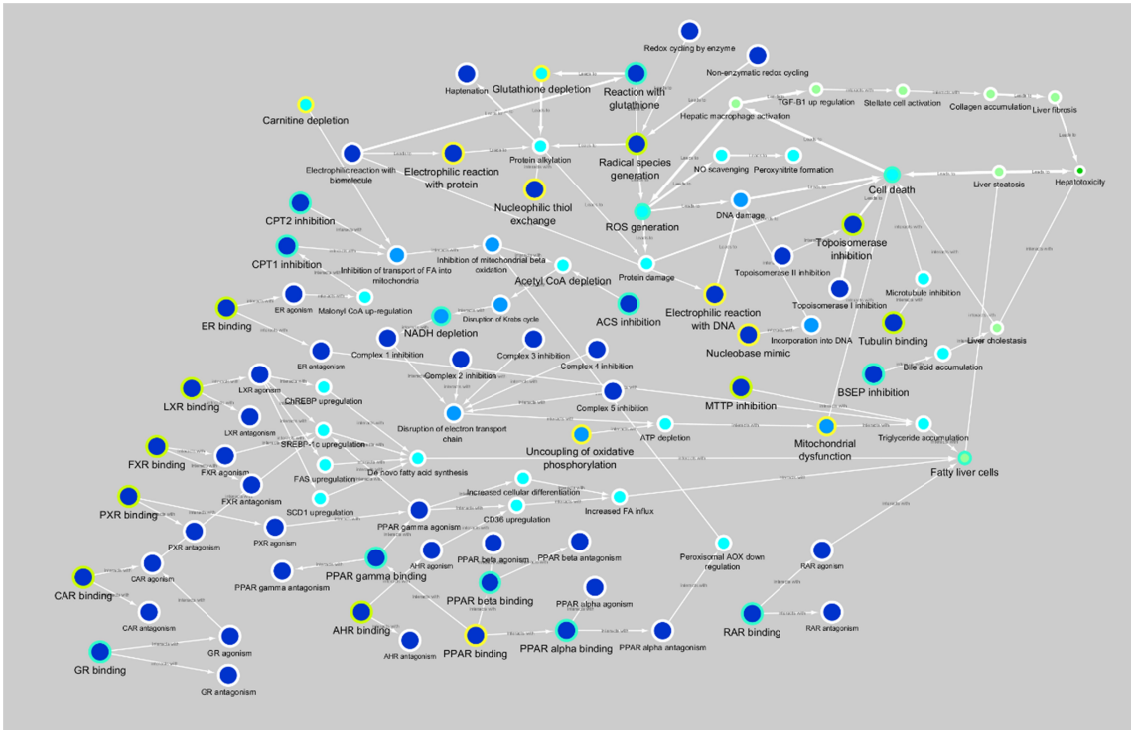 Redox cycling by enzyme
Non-enzymatic redox cycling
Haptenation
Glutathione depletion
Reaction with
glutathione
Hepatic macrophage activation
TGF-B1 up regulation
Stellate cell activation
Collagen accumulation
Liver fibrosis
Carnitine depletion
Electrophilic reaction with
biomolecule
Electrophilic reaction
with protein
Protein alkylation
Radical species
generation
NO scavenging
Peroxynitrite formation
Cell death
Liver steatosis
Hepatotoxicity
Nucleophilic thiol
exchange
CPT2 inhibition
ROS generation
DNA damage
Topoisomerase
inhibition
CPT1 inhibition
Inhibition of transport of FA into
mitochondria
Inhibition of mitochondrial beta
oxidation
Acetyl CoA depletion
Protein damage
Topoisomerase II inhibition
Topoisomerase I inhibition
Microtubule inhibition
ER binding
ER agonism
Malonyl CoA up-regulation
NADH depletion
Disruption of Krebs cycle
ACS inhibition
Electrophilic reaction
with DNA
Nucleobase mimic
Incorporation into DNA
Tubulin binding
Liver cholestasis
ER antagonism
Complex 1 inhibition
Complex 2 inhibition
Complex 3 inhibition
Complex 4 inhibition
Complex 5 inhibition
BSEP inhibition
Bile acid accumulation
LXR binding
LXR agonism
ChREBP upregulation
LXR antagonism
Disruption of electron transport
chain
MTTP inhibition
ATP depletion
Mitochondrial
dysfunction
Triglyceride accumulation
FXR binding
FXR agonism
SREBP-1c upregulation
FAS upregulation
De novo fatty acid synthesis
Uncoupling of oxidative
phosphorylation
Fatty liver cells
FXR antagonism
SCD1 upregulation
Increased cellular differentiation
CD36 upregulation
Increased FA influx
PXR binding
PXR antagonism
PXR agonism
PPAR gamma agonism
CAR agonism
PPAR gamma antagonism
PPAR gamma binding
AHR agonism
PPAR beta agonism
PPAR beta antagonism
Peroxisomal AOX down
regulation
RAR agonism
CAR binding
CAR antagonism
AHR binding
PPAR beta binding
PPAR alpha agonism
GR binding
GR agonism
AHR antagonism
PPAR binding
PPAR alpha binding
PPAR alpha antagonism
RAR binding
RAR antagonism
GR antagonism